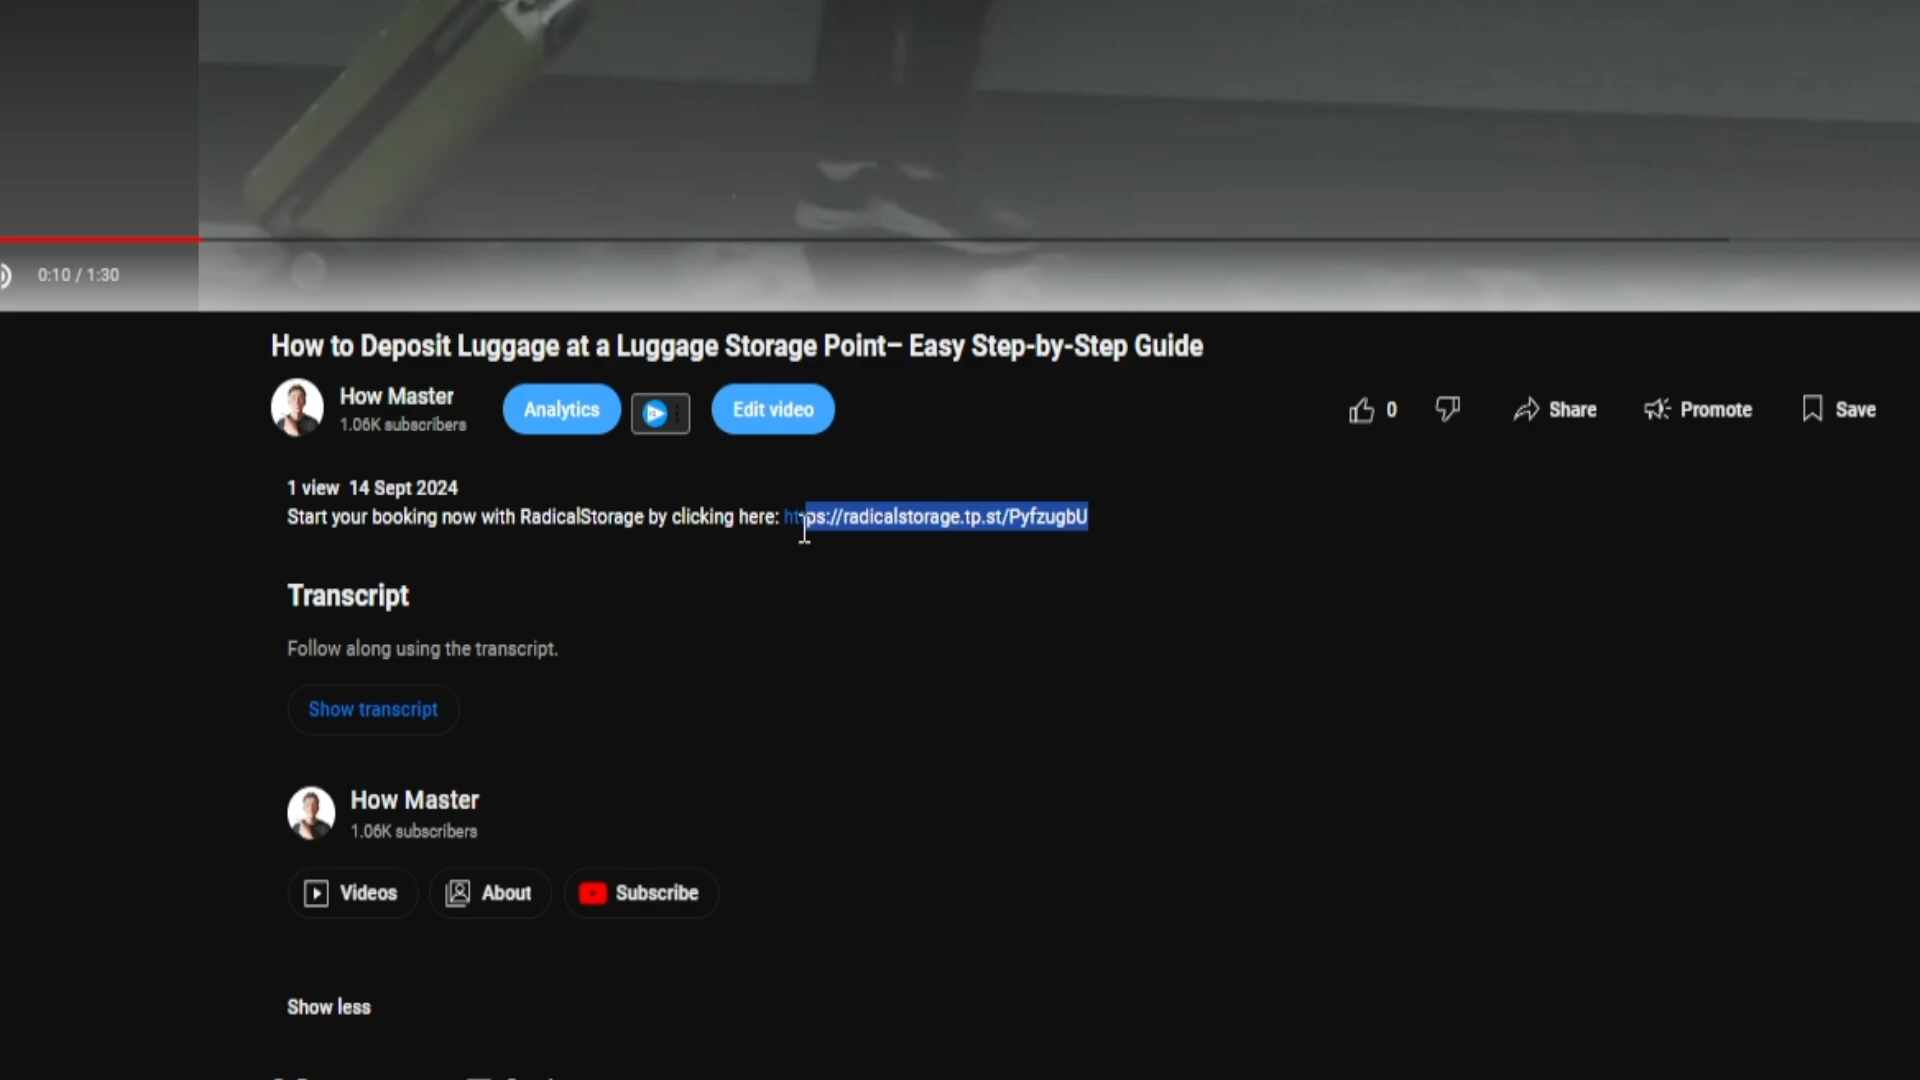 0:10 / 1:30
How to Deposit Luggage at a Luggage Storage Point– Easy Step-by-Step Guide
How Master
1.06K subscribers
Analytics
Edit video
0
Share
Promote
Save
1 view 14 Sept 2024
Start your booking now with RadicalStorage by clicking here: https://radicalstorage.tp.st/PyfzugbU
Transcript
Follow along using the transcript.
Show transcript
How Master
1.06K subscribers
Videos
About
Subscribe
Show less